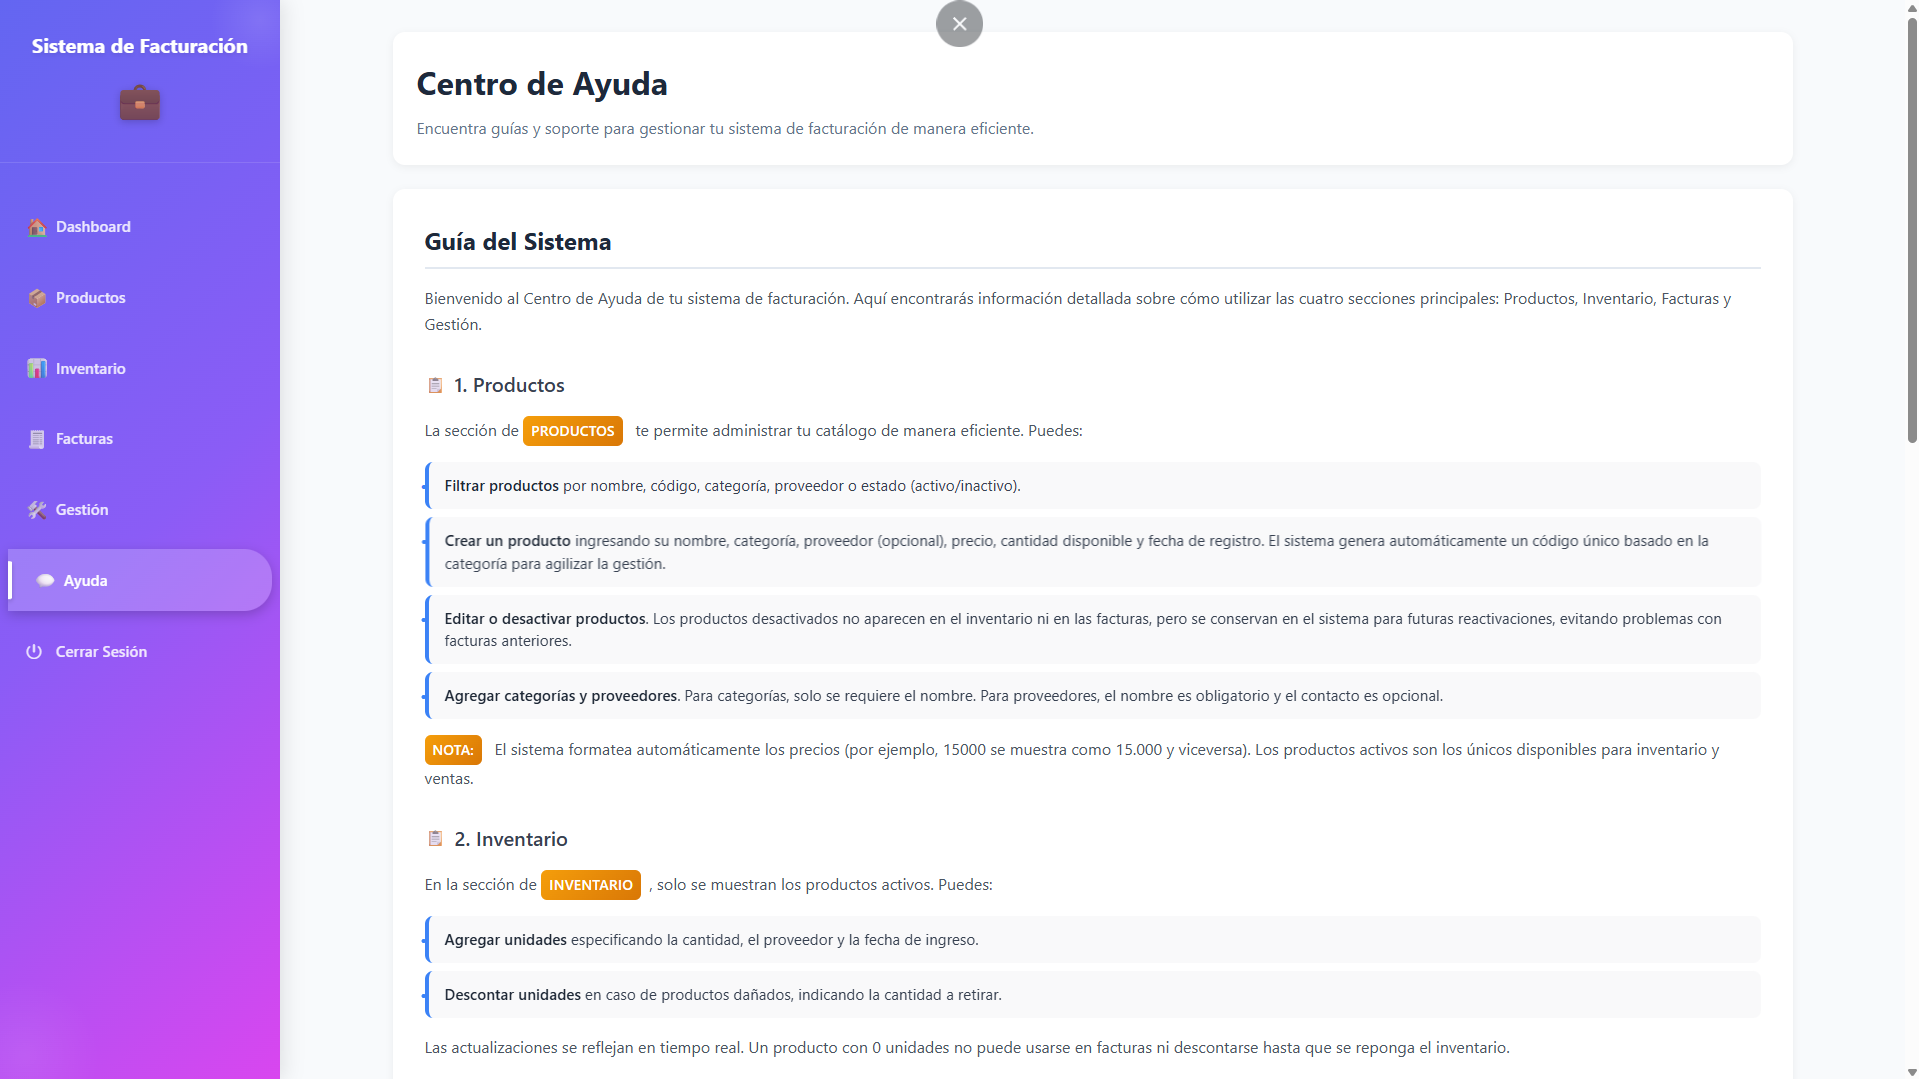 Sistema de Facturación
Dashboard
Productos
Inventario
Facturas
Gestión
Ayuda
Cerrar Sesión
Centro de Ayuda
Encuentra guías y soporte para gestionar tu sistema de facturación de manera eficiente.
Guía del Sistema
Bienvenido al Centro de Ayuda de tu sistema de facturación. Aquí encontrarás información detallada sobre cómo utilizar las cuatro secciones principales: Productos, Inventario, Facturas y
Gestión.
1. Productos
La sección de PRODUCTOS te permite administrar tu catálogo de manera eficiente. Puedes:
Filtrar productos por nombre, código, categoría, proveedor o estado (activo/inactivo).
Crear un producto ingresando su nombre, categoría, proveedor (opcional), precio, cantidad disponible y fecha de registro. El sistema genera automáticamente un código único basado en la
categoría para agilizar la gestión.
Editar o desactivar productos. Los productos desactivados no aparecen en el inventario ni en las facturas, pero se conservan en el sistema para futuras reactivaciones, evitando problemas con
facturas anteriores.
Agregar categorías y proveedores. Para categorías, solo se requiere el nombre. Para proveedores, el nombre es obligatorio y el contacto es opcional.
NOTA: El sistema formatea automáticamente los precios (por ejemplo, 15000 se muestra como 15.000 y viceversa). Los productos activos son los únicos disponibles para inventario y
ventas.
2. Inventario
En la sección de INVENTARIO , solo se muestran los productos activos. Puedes:
Agregar unidades especificando la cantidad, el proveedor y la fecha de ingreso.
Descontar unidades en caso de productos dañados, indicando la cantidad a retirar.
Las actualizaciones se reflejan en tiempo real. Un producto con 0 unidades no puede usarse en facturas ni descontarse hasta que se reponga el inventario.